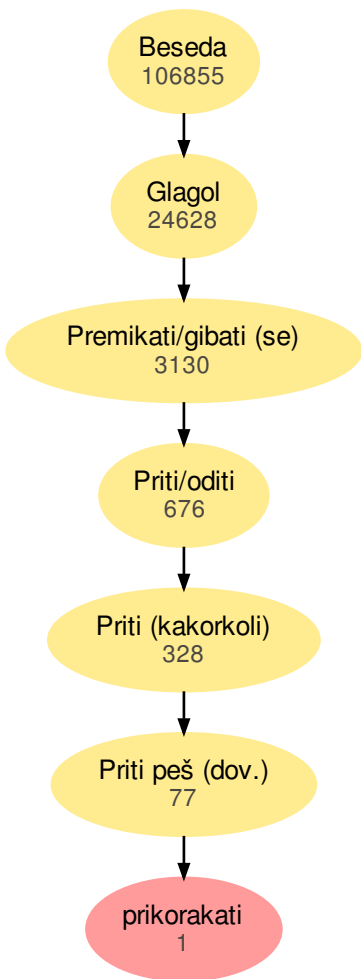 Beseda
106855
Glagol
24628
Premikati/gibati (se)
3130
Priti/oditi
676
Priti (kakorkoli)
328
Priti peš (dov.)
77
prikorakati
1